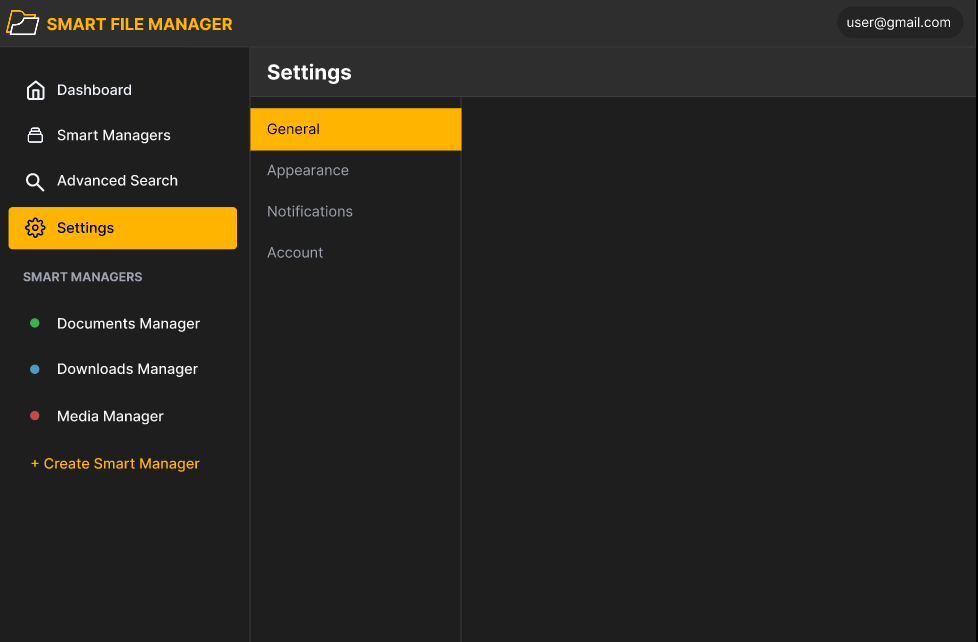 SMART FILE MANAGER
user@gmail.com
Dashboard
Smart Managers
Advanced Search
Settings
SMART MANAGERS
Documents Manager
Downloads Manager
Media Manager
+ Create Smart Manager
Settings
General
Appearance
Notifications
Account